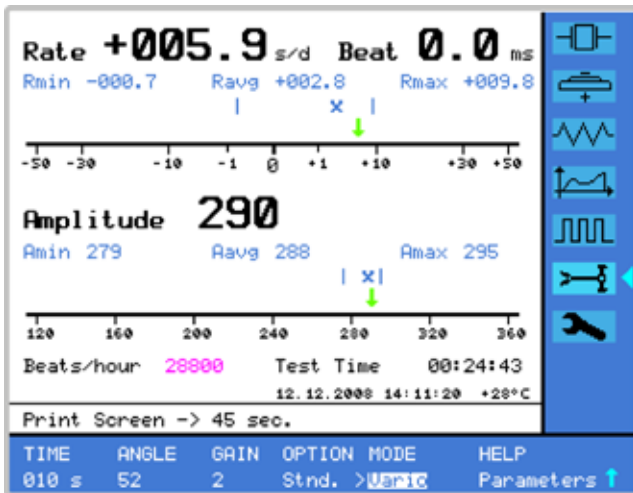 Rate +005.9 s/d Beat 0.0 ms
Rmin -000.7 Ravg +002.8 Rmax +009.8
-50 -30 -10 -1 0 +1 +10 +30 +50
Amplitude 290
Amin 279 Aavg 288 Amax 295
120 160 200 240 280 320 360
Beats/hour 28800 Test Time 00:24:43
12.12.2008 14:11:20 +28°C
Print Screen -> 45 sec.
TIME ANGLE GAIN OPTION MODE HELP
010 s 52 2 Stnd. >Vario Parameters ↑